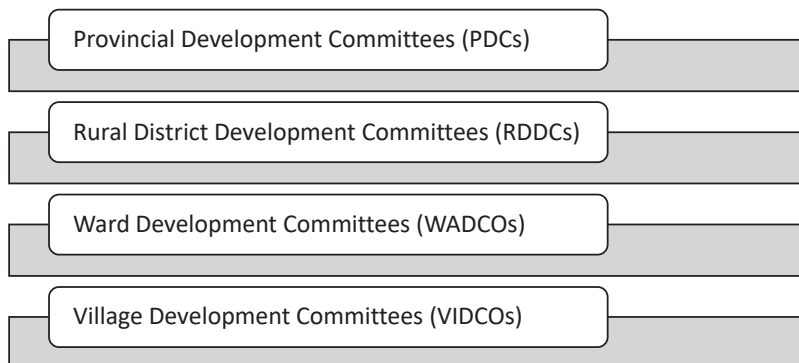 Provincial Development Committees (PDCs)
Rural District Development Committees (RDDCs)
Ward Development Committees (WADCOs)
Village Development Committees (VIDCOs)